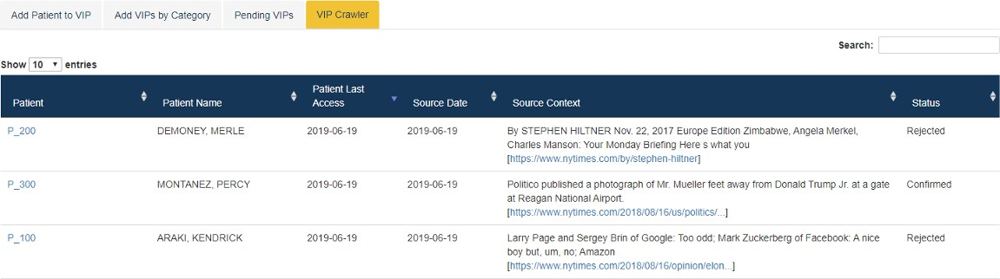 Add Patient to VIP Add VIPs by Category Pending VIPs VIP Crawler
Search:
Show 10 entries
Patient Patient Name Patient Last Access Source Date Source Context Status
P_200 DEMONEY, MERLE 2019-06-19 2019-06-19 By STEPHEN HILTNER Nov. 22, 2017 Europe Edition Zimbabwe, Angela Merkel, Rejected
Charles Manson: Your Monday Briefing Here s what you
[https://www.nytimes.com/by/stephen-hiltner]
P_300 MONTANEZ, PERCY 2019-06-19 2019-06-19 Politico published a photograph of Mr. Mueller feet away from Donald Trump Jr. at a gate Confirmed
at Reagan National Airport.
[https://www.nytimes.com/2018/08/16/us/politics/...]
P_100 ARAKI, KENDRICK 2019-06-19 2019-06-19 Larry Page and Sergey Brin of Google: Too odd; Mark Zuckerberg of Facebook: A nice Rejected
boy but, um, no; Amazon
[https://www.nytimes.com/2018/08/16/opinion/elon...]